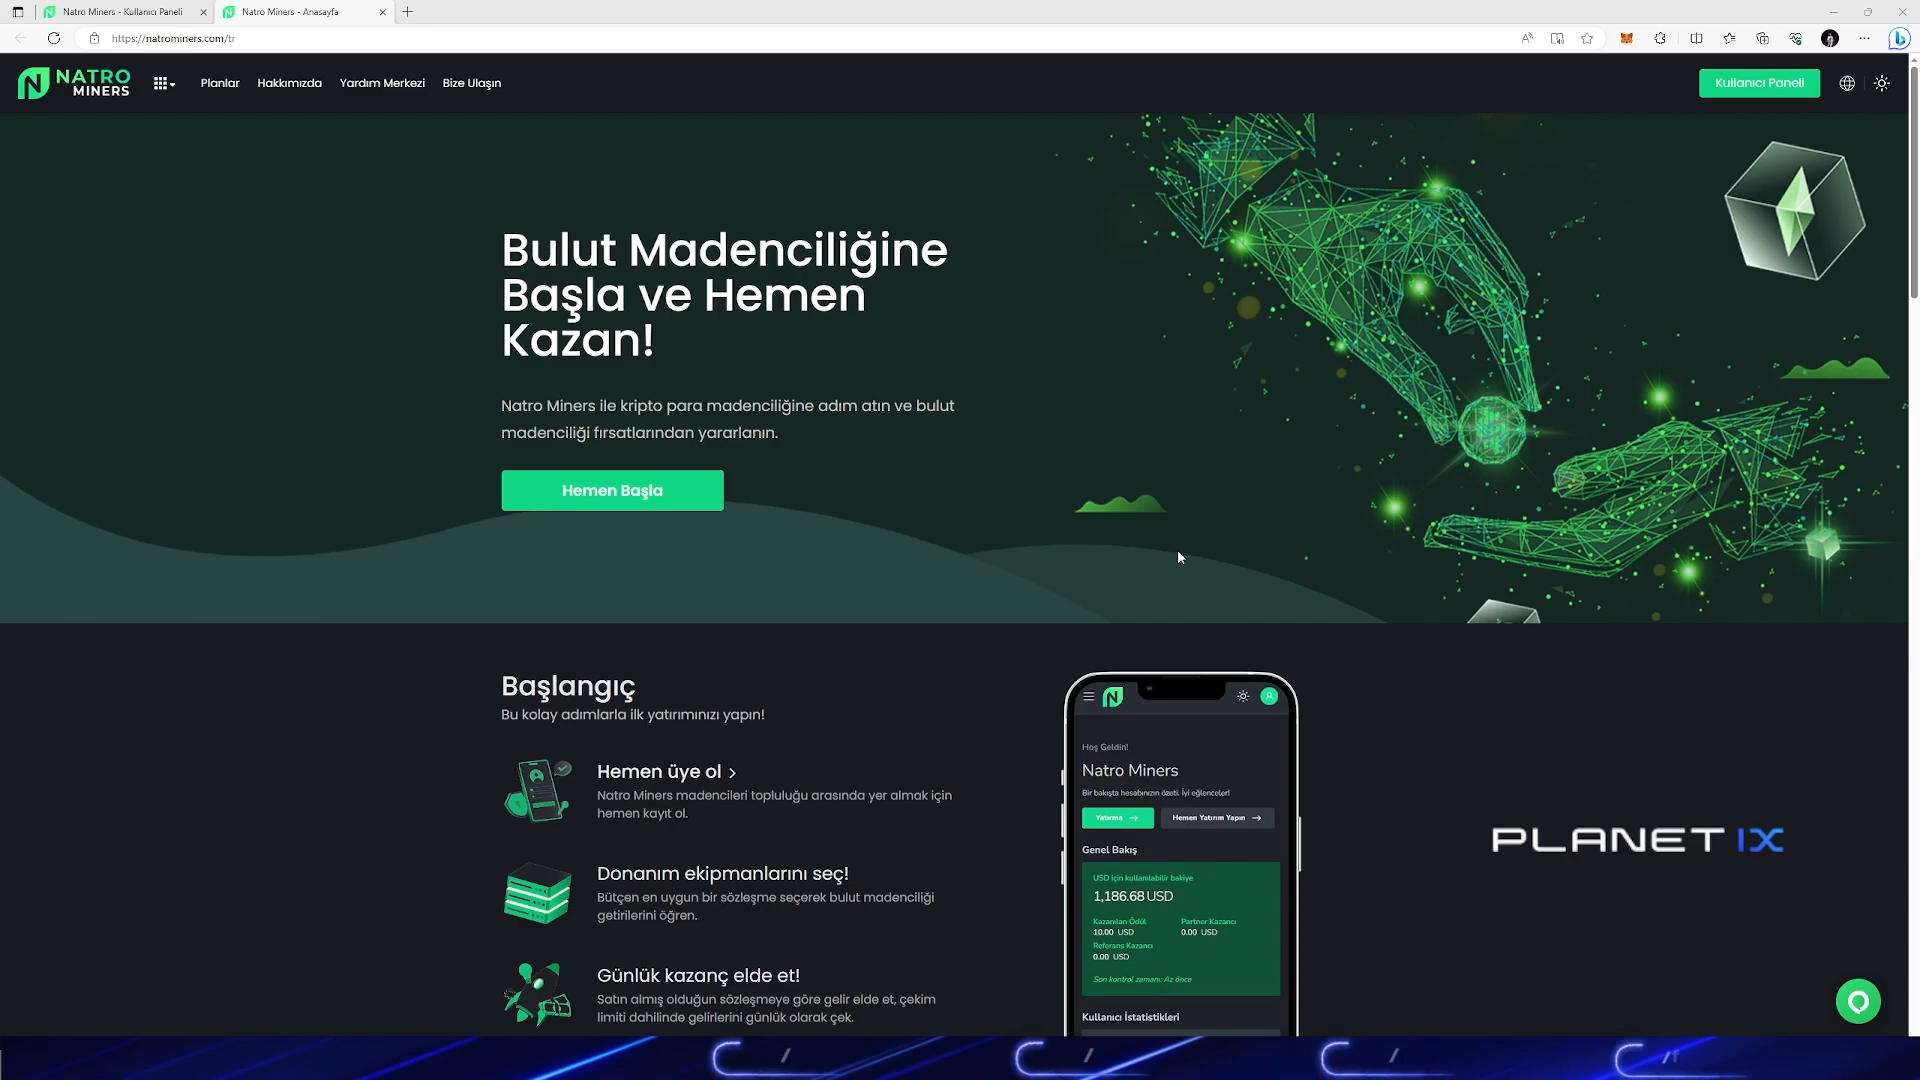 Natro Miners - Kullanıcı Paneli
Natro Miners - Anasayfa
https://natrominers.com/tr
NATRO
MINERS
Planlar
Hakkımızda
Yardım Merkezi
Bize Ulaşın
Kullanıcı Paneli
Bulut Madenciliğine
Başla ve Hemen
Kazan!
Natro Miners ile kripto para madenciliğine adım atın ve bulut
madenciliği fırsatlarından yararlanın.
Hemen Başla
Başlangıç
Bu kolay adımlarla ilk yatırımınızı yapın!
Hemen üye ol >
Natro Miners madencileri topluluğu arasında yer almak için
hemen kayıt ol.
Donanım ekipmanlarını seç!
Bütçen en uygun bir sözleşme seçerek bulut madenciliği
getirilerini öğren.
Günlük kazanç elde et!
Satın almış olduğun sözleşmeye göre gelir elde et, çekim
limiti dahilinde gelirlerini günlük olarak çek.
Hoş Geldin!
Natro Miners
Bir bakışta hesabınızın özeti. İyi eğlenceler!
Yatırma →
Hemen Yatırım Yapın →
Genel Bakış
USD için kullanılabilir bakiye
1,186.68 USD
Kazanılan Ödül
Partner Kazancı
10.00 USD
0.00 USD
Referans Kazancı
0.00 USD
Son kontrol zamanı: Az önce
Kullanıcı İstatistikleri
PLANET IX